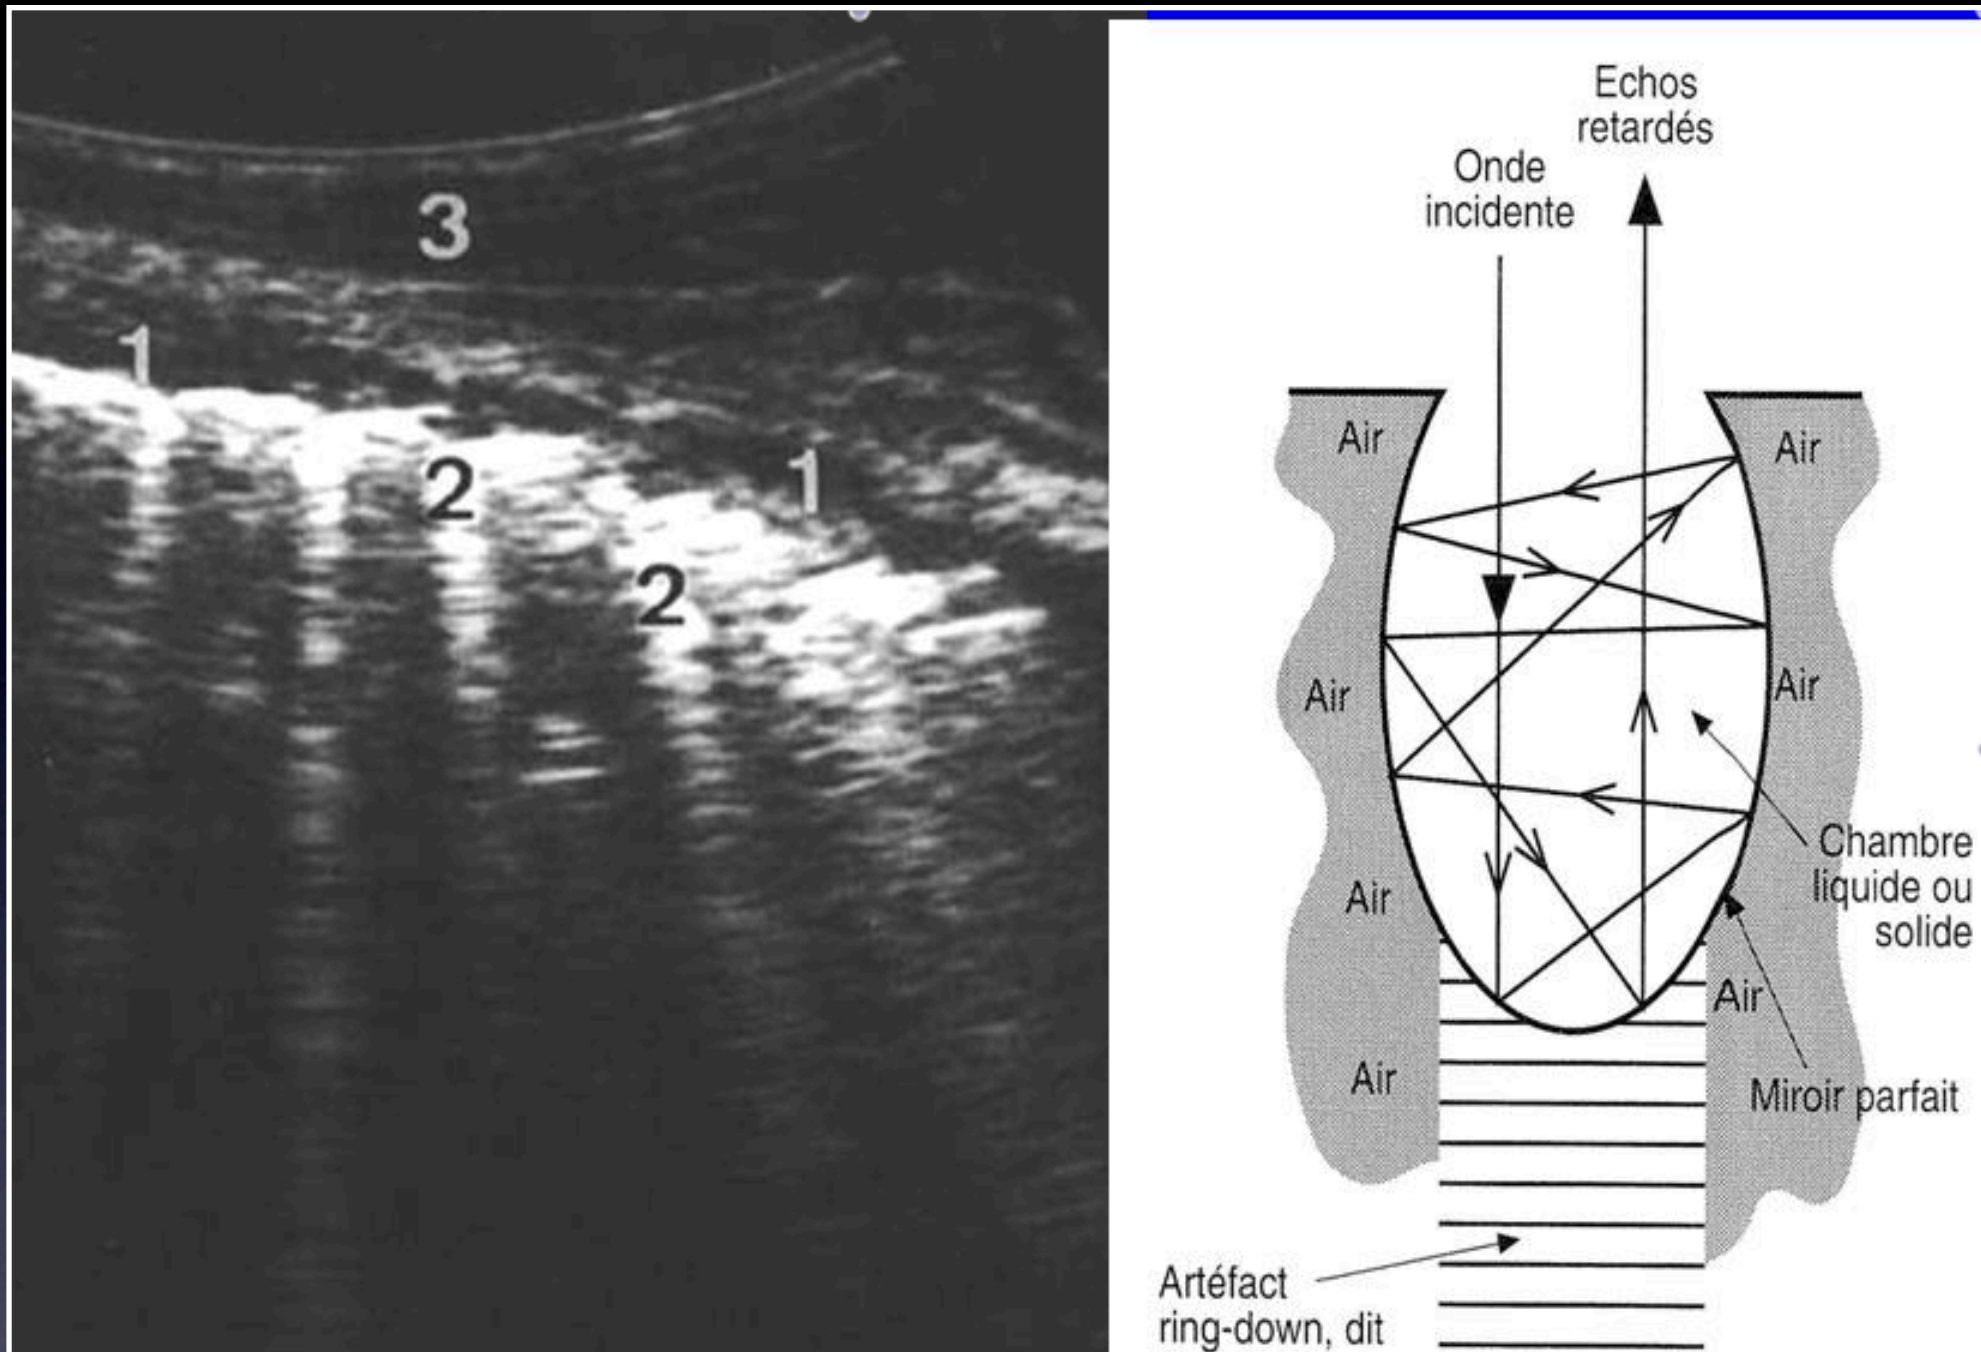 3
1
2
1
2
Echos
retardés
Onde
incidente
Air
Air
Air
Air
Air
Air
Air
Chambre
liquide ou
solide
Miroir parfait
Artéfact
ring-down, dit